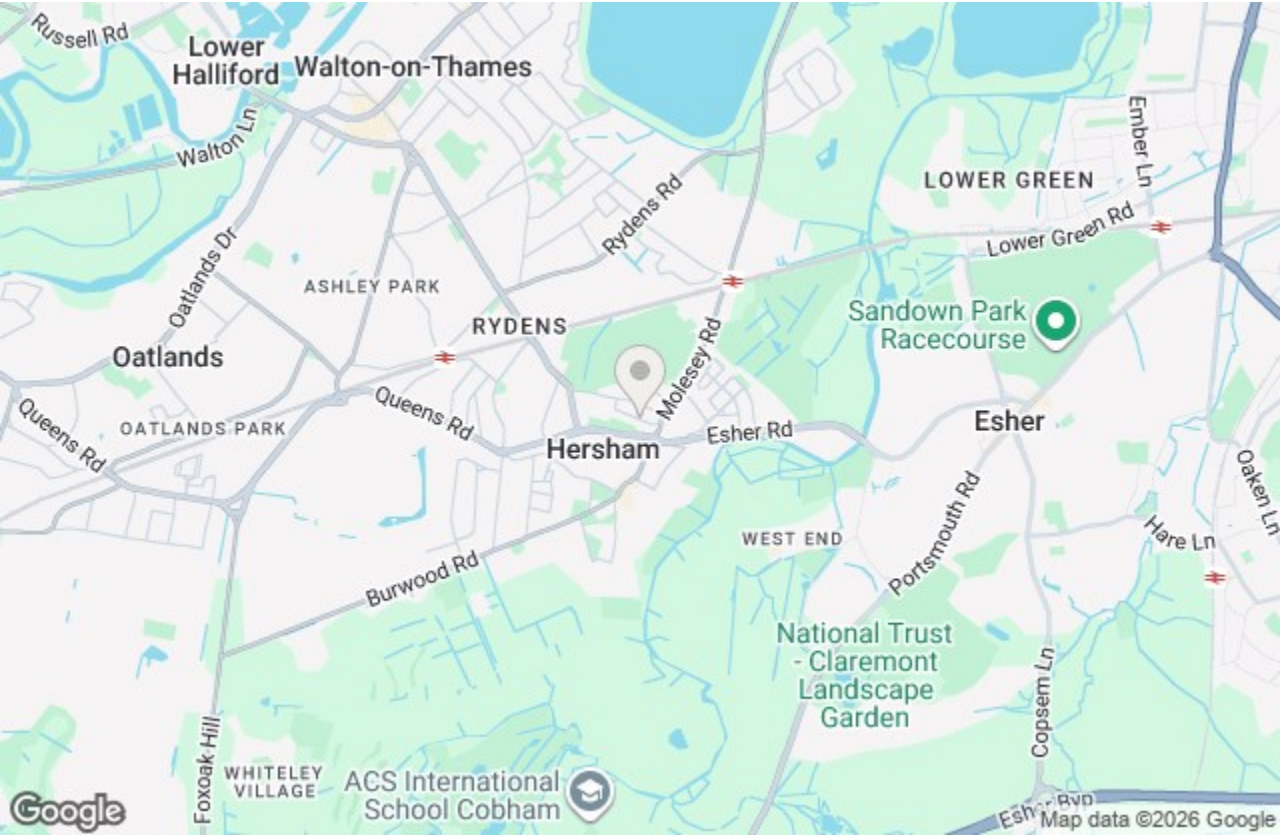 Russell Rd
Lower
Halliford
Walton-on-Thames
Walton Ln
Ember Ln
LOWER GREEN
Rydens Rd
Lower Green Rd
Oatlands Dr
ASHLEY PARK
RYDENS
Sandown Park
Racecourse
Oatlands
Molesey Rd
Queens Rd
Queens Rd
OATLANDS PARK
Hersham
Esher Rd
Esher
Oaken Ln
Portsmouth Rd
WEST END
Hare Ln
Burwood Rd
National Trust
- Claremont
Landscape
Garden
Copsem Ln
Foxoak Hill
WHITELEY
VILLAGE
ACS International
School Cobham
Esher Byp
Google
Map data ©2026 Google